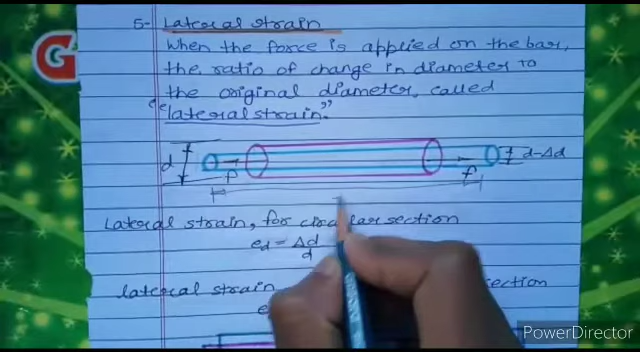 5- Lateral strain
When the force is applied on the bar,
the ratio of change in diameter to
the original diameter, called
"lateral strain".
d
P
P
d-Δd
Lateral strain, for circular section
ed = Δd
d
lateral strain
section
e
G
PowerDirector